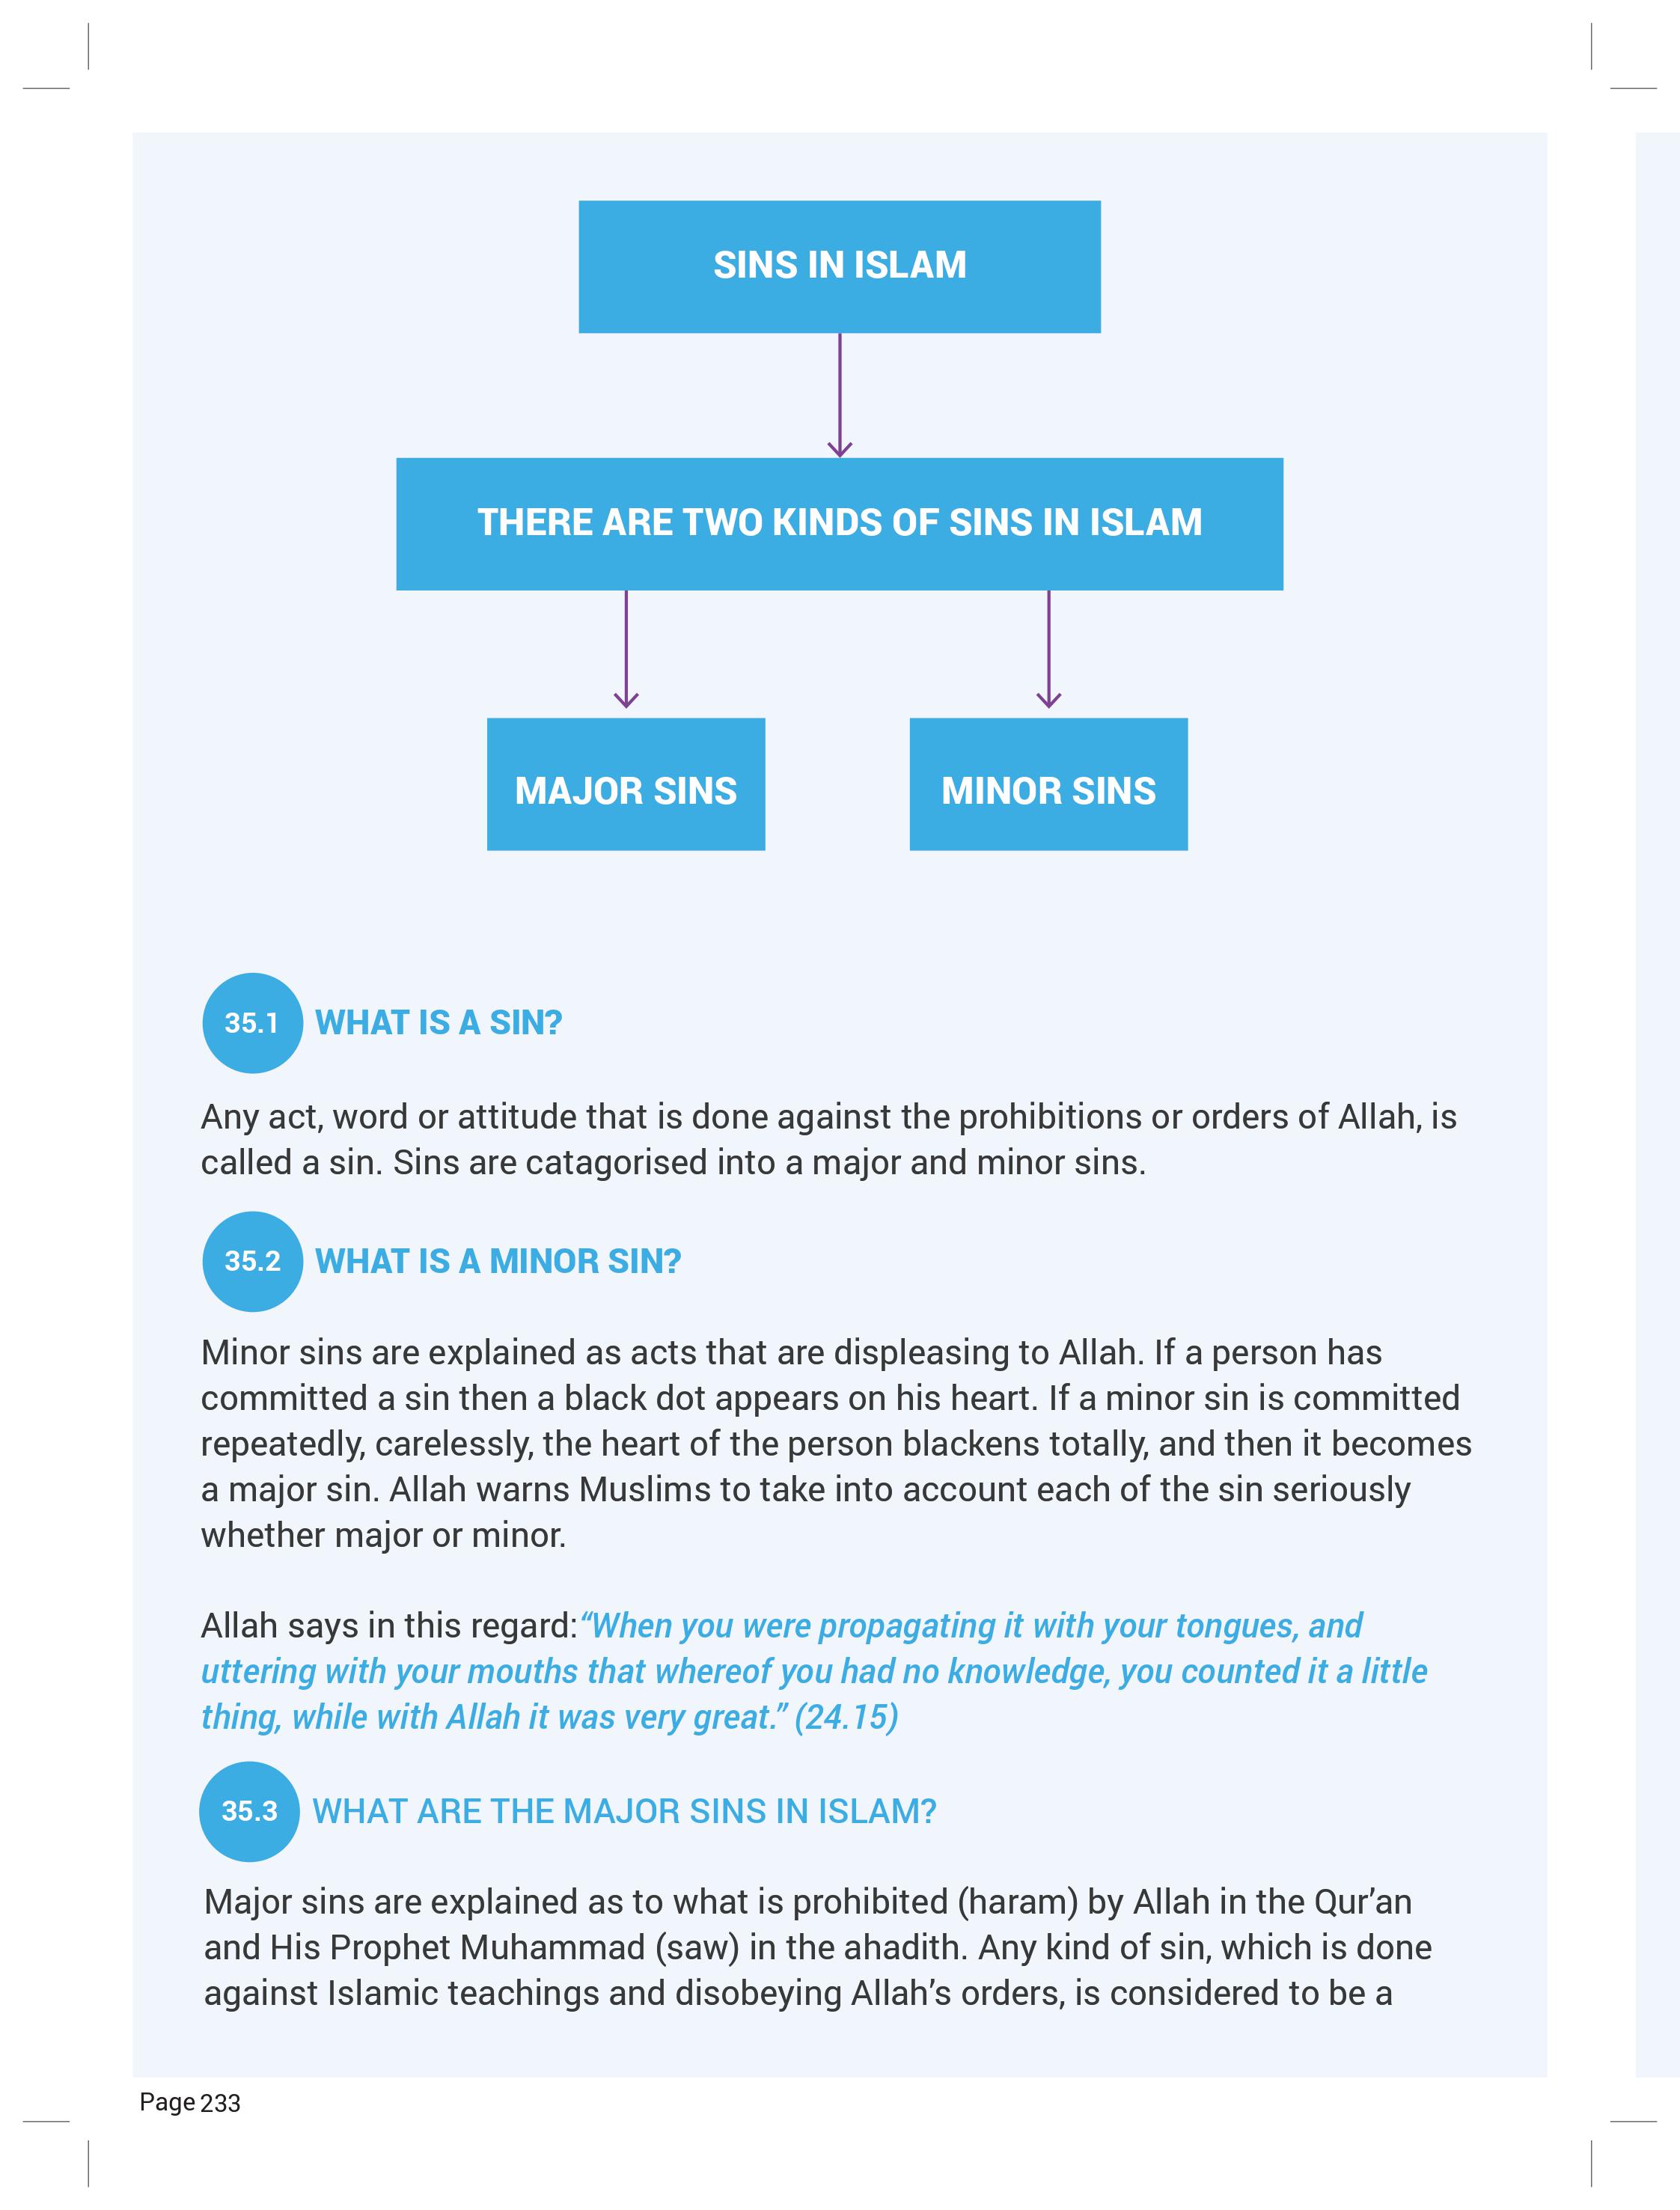 SINS IN ISLAM
THERE ARE TWO KINDS OF SINS IN ISLAM
MAJOR SINS
MINOR SINS
35.1 WHAT IS A SIN?
Any act, word or attitude that is done against the prohibitions or orders of Allah, is
called a sin. Sins are catagorised into a major and minor sins.
35.2 WHAT IS A MINOR SIN?
Minor sins are explained as acts that are displeasing to Allah. If a person has
committed a sin then a black dot appears on his heart. If a minor sin is committed
repeatedly, carelessly, the heart of the person blackens totally, and then it becomes
a major sin. Allah warns Muslims to take into account each of the sin seriously
whether major or minor.
Allah says in this regard:“When you were propagating it with your tongues, and
uttering with your mouths that whereof you had no knowledge, you counted it a little
thing, while with Allah it was very great.” (24.15)
35.3 WHAT ARE THE MAJOR SINS IN ISLAM?
Major sins are explained as to what is prohibited (haram) by Allah in the Qur’an
and His Prophet Muhammad (saw) in the ahadith. Any kind of sin, which is done
against Islamic teachings and disobeying Allah’s orders, is considered to be a
Page 233